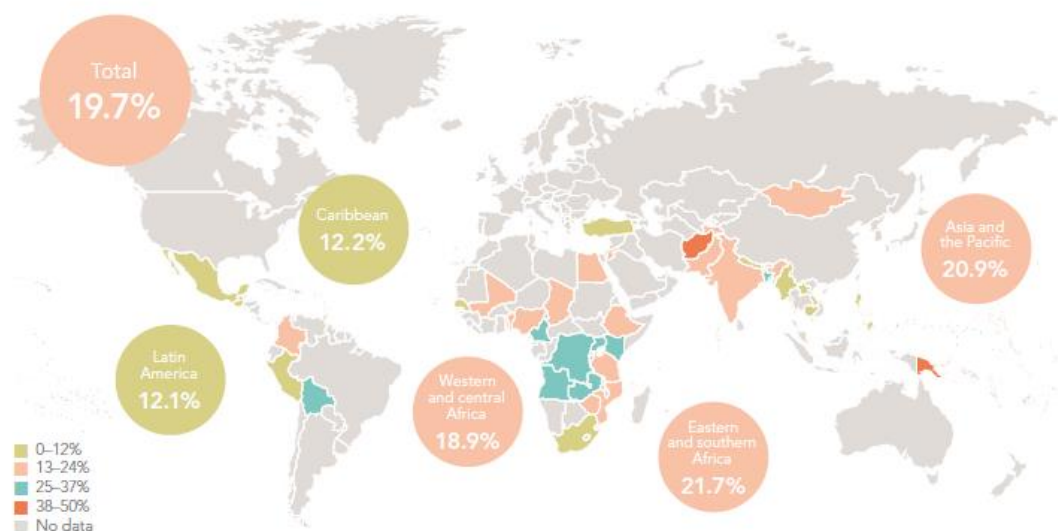 Total
19.7%
Caribbean
12.2%
Asia and
the Pacific
20.9%
Latin
America
12.1%
Western
and central
Africa
18.9%
Eastern
and southern
Africa
21.7%
0–12%
13–24%
25–37%
38–50%
No data